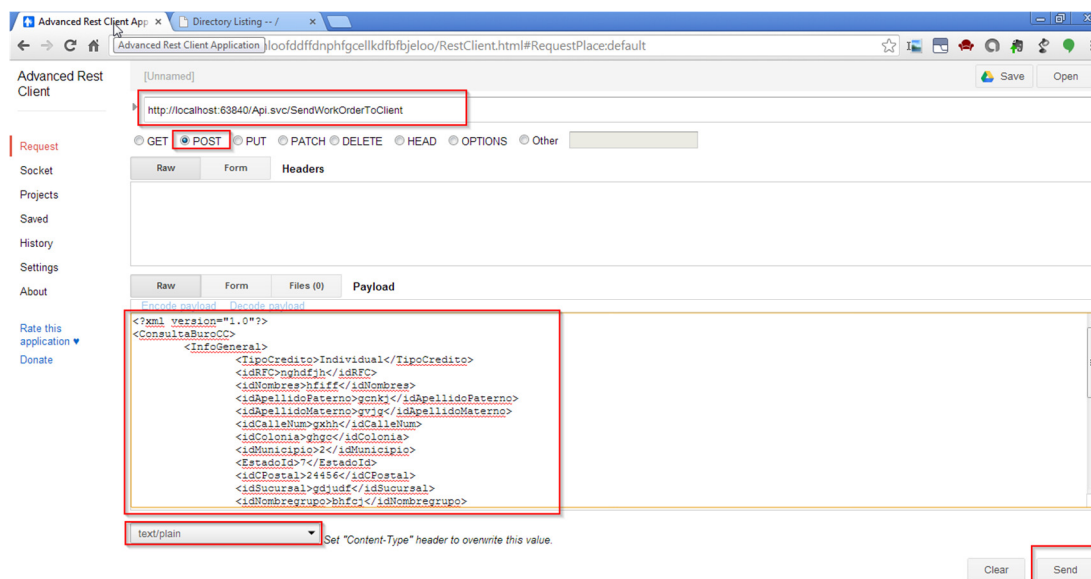 Advanced Rest Client App
Directory Listing -- /
Advanced Rest Client Application
loofddffdnphfgcellkdfbfbjeloo/RestClient.html#RequestPlace:default
Advanced Rest
Client
[Unnamed]
Save
Open
http://localhost:63840/Api.svc/SendWorkOrderToClient
GET POST PUT PATCH DELETE HEAD OPTIONS Other
Request
Socket
Projects
Saved
History
Settings
About
Rate this
application ♥
Donate
Raw Form Headers
Raw Form Files (0) Payload
Encode payload Decode payload
<?xml version="1.0"?>
<ConsultaBuroCC>
<InfoGeneral>
<TipoCredito>Individual</TipoCredito>
<idRFC>nghdfjh</idRFC>
<idNombres>hfiff</idNombres>
<idApellidoPaterno>gcnkj</idApellidoPaterno>
<idApellidoMaterno>gvjg</idApellidoMaterno>
<idCalleNum>gxhh</idCalleNum>
<idColonia>ghgc</idColonia>
<idMunicipio>2</idMunicipio>
<EstadoId>7</EstadoId>
<idCPostal>24456</idCPostal>
<idSucursal>gdjudf</idSucursal>
<idNombregrupo>bhfcj</idNombregrupo>
text/plain
Set "Content-Type" header to overwrite this value.
Clear
Send